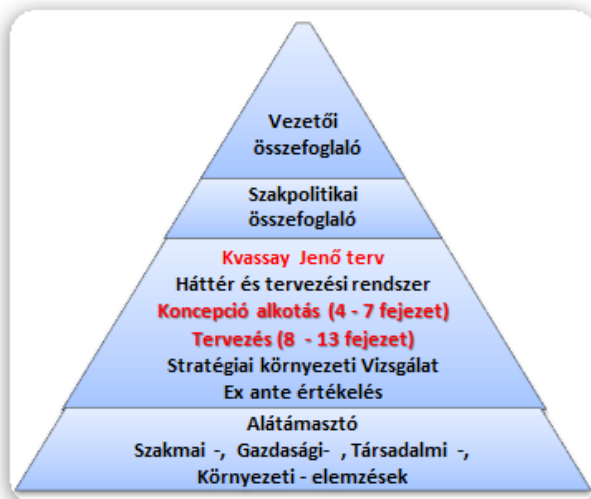 Vezetői
összefoglaló
Szakpolitikai
összefoglaló
Kvassay Jenő terv
Háttér és tervezési rendszer
Koncepció alkotás (4 - 7 fejezet)
Tervezés (8 - 13 fejezet)
Stratégiai környezeti Vizsgálat
Ex ante értékelés
Alátámasztó
Szakmai -, Gazdasági- , Társadalmi -,
Környezeti - elemzések